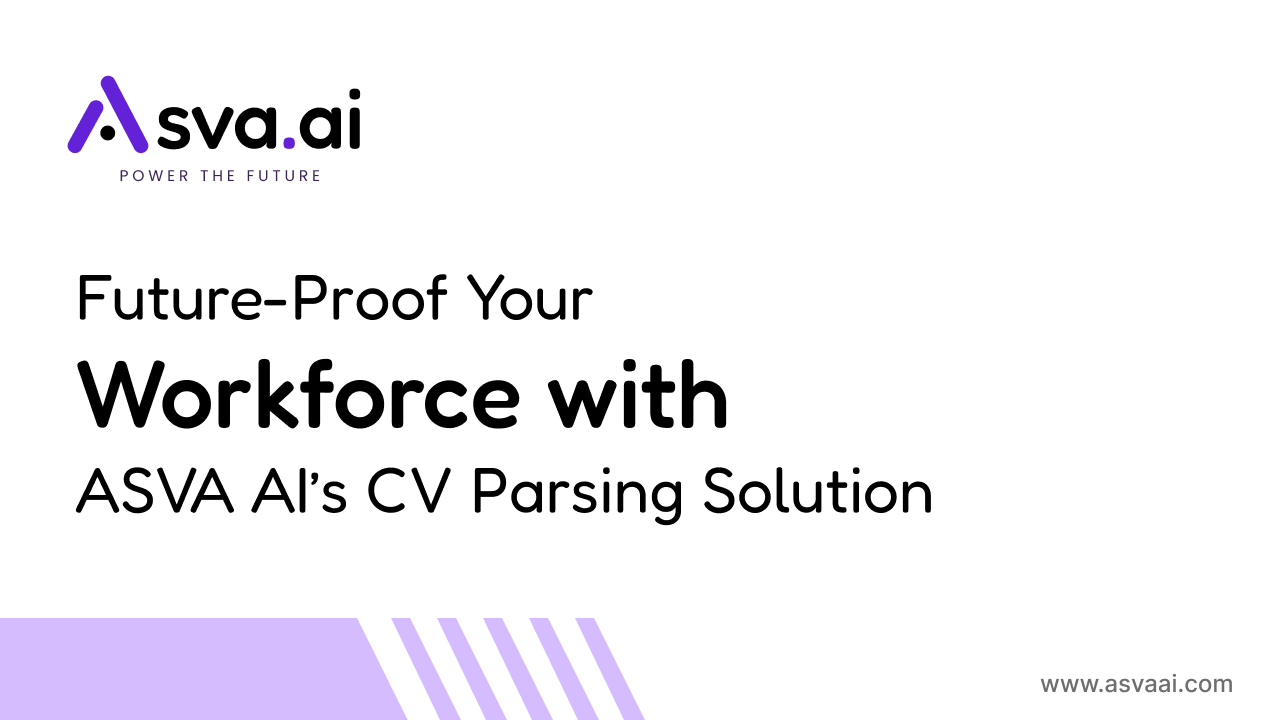 Asva.ai
POWER THE FUTURE
Future-Proof Your
Workforce with
ASVA AI’s CV Parsing Solution
www.asvaai.com